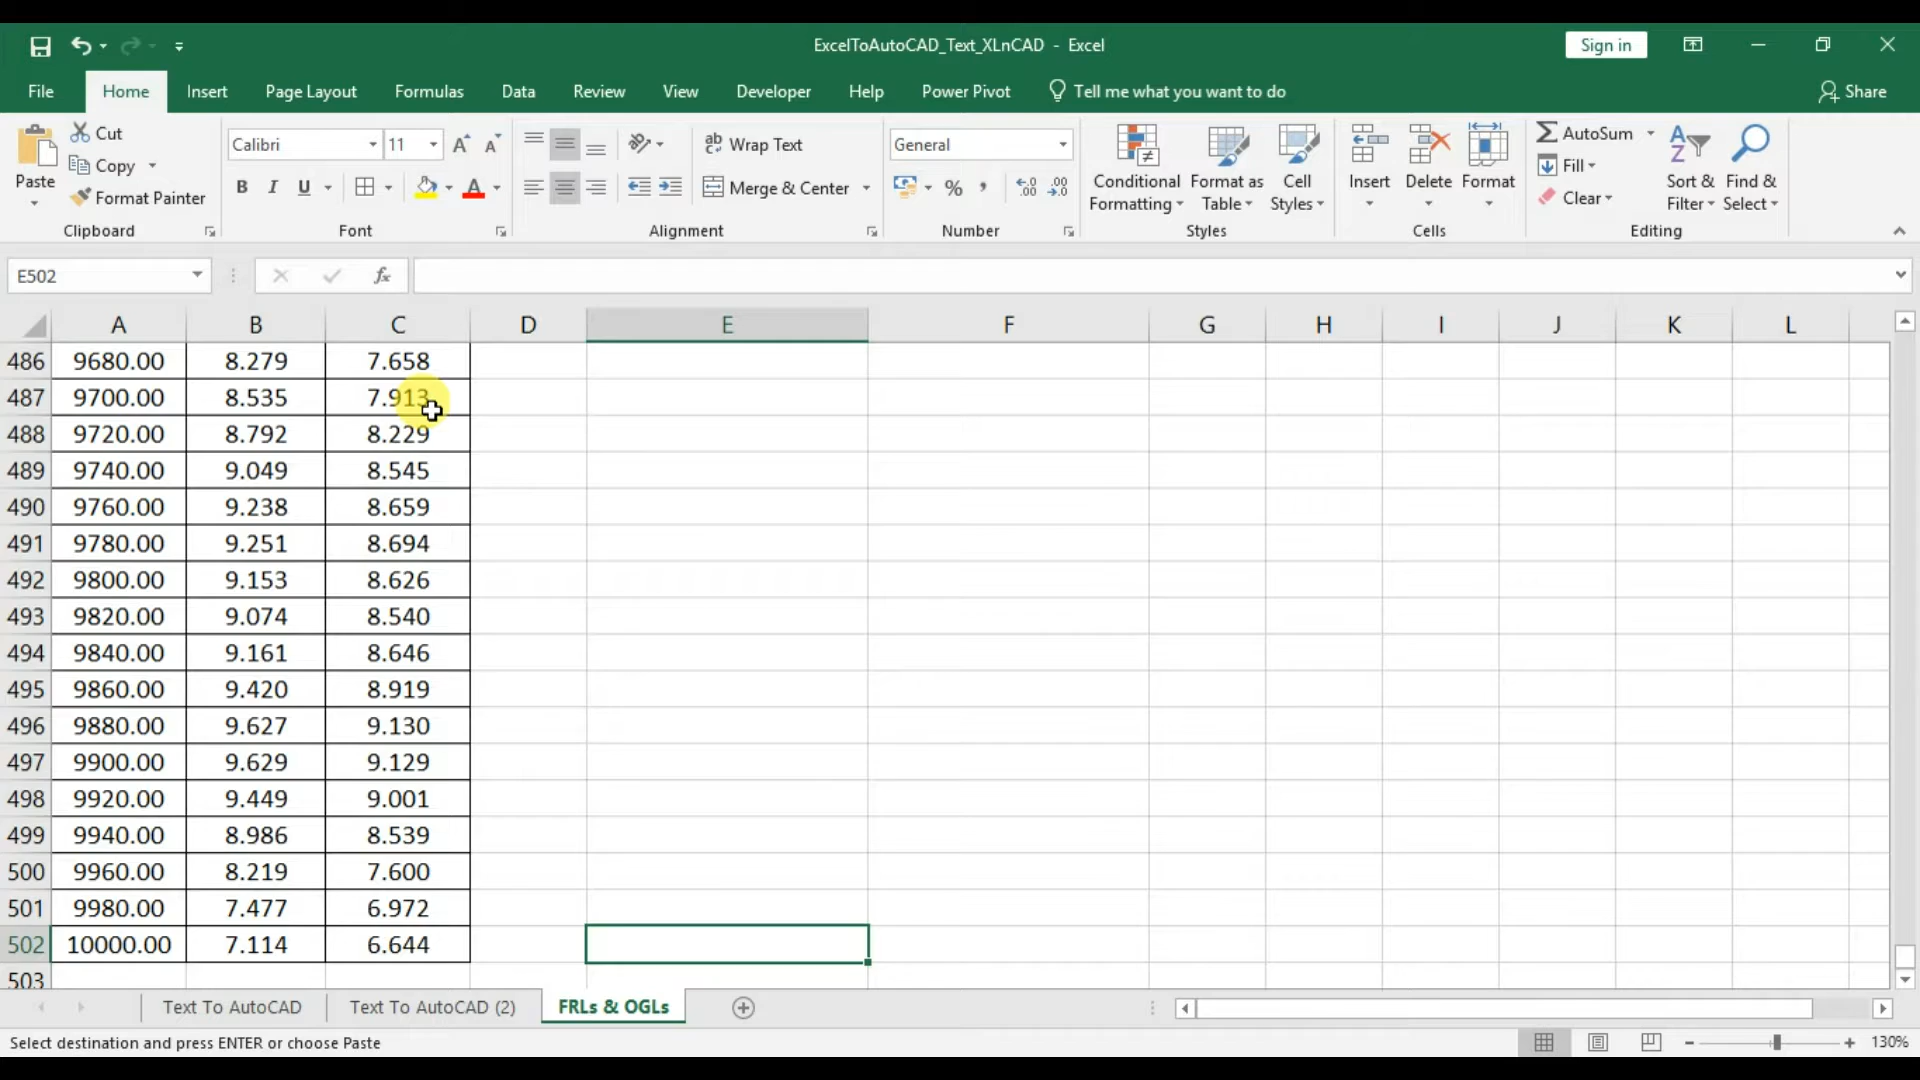 ExcelToAutoCAD_Text_XLnCAD - Excel
Sign in
File Home Insert Page Layout Formulas Data Review View Developer Help Power Pivot Tell me what you want to do Share
Paste
Cut
Copy
Format Painter
Clipboard
Calibri 11
B I U
Font
Wrap Text
Merge & Center
Alignment
General
Number
Conditional Formatting
Format as Table
Cell Styles
Styles
Insert
Delete
Format
Cells
AutoSum
Fill
Clear
Sort & Filter
Find & Select
Editing
E502
fx
A B C D E F G H I J K L
486 9680.00 8.279 7.658
487 9700.00 8.535 7.913
488 9720.00 8.792 8.229
489 9740.00 9.049 8.545
490 9760.00 9.238 8.659
491 9780.00 9.251 8.694
492 9800.00 9.153 8.626
493 9820.00 9.074 8.540
494 9840.00 9.161 8.646
495 9860.00 9.420 8.919
496 9880.00 9.627 9.130
497 9900.00 9.629 9.129
498 9920.00 9.449 9.001
499 9940.00 8.986 8.539
500 9960.00 8.219 7.600
501 9980.00 7.477 6.972
502 10000.00 7.114 6.644
503
Text To AutoCAD Text To AutoCAD (2) FRLs & OGLs
Select destination and press ENTER or choose Paste
130%